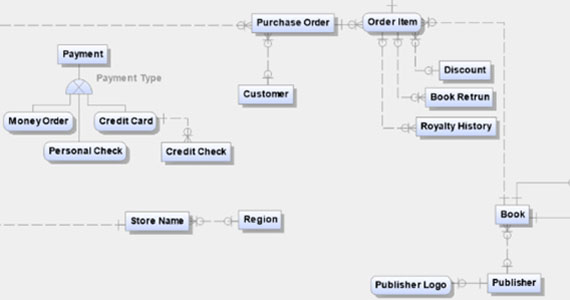 Purchase Order
Order Item
Payment
Payment Type
Discount
Customer
Book Retrun
Money Order
Credit Card
Royalty History
Personal Check
Credit Check
Store Name
Region
Book
Publisher Logo
Publisher